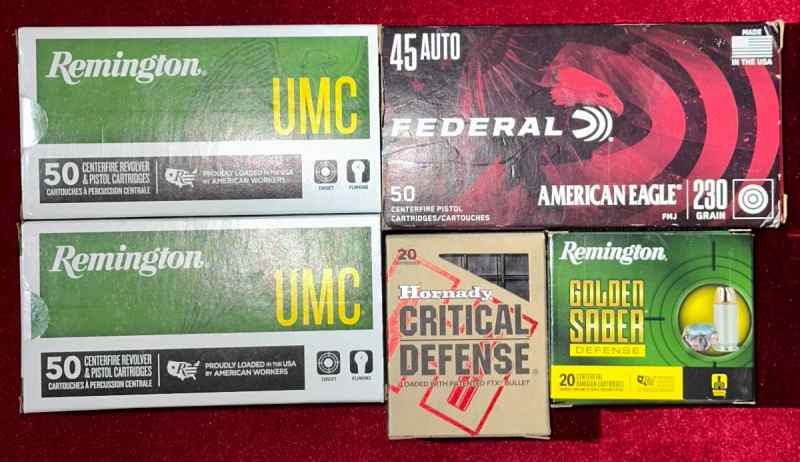 Remington®
UMC
50 CENTERFIRE REVOLVER
& PISTOL CARTRIDGES
CARTOUCHES À PERCUSSION CENTRALE
PROUDLY LOADED IN THE USA
BY AMERICAN WORKERS
TARGET
PLINKING
45 AUTO
MADE
IN THE USA
FEDERAL
50
CENTERFIRE PISTOL
CARTRIDGES/CARTOUCHES
AMERICAN EAGLE®
FMJ
230
GRAIN
Remington®
UMC
50 CENTERFIRE REVOLVER
& PISTOL CARTRIDGES
CARTOUCHES À PERCUSSION CENTRALE
PROUDLY LOADED IN THE USA
BY AMERICAN WORKERS
TARGET
PLINKING
20
Hornady
CRITICAL
DEFENSE®
LOADED WITH PATENTED FTX® BULLET
Remington®
GOLDEN
SABER
DEFENSE
20 CENTERFIRE
HANDGUN CARTRIDGES